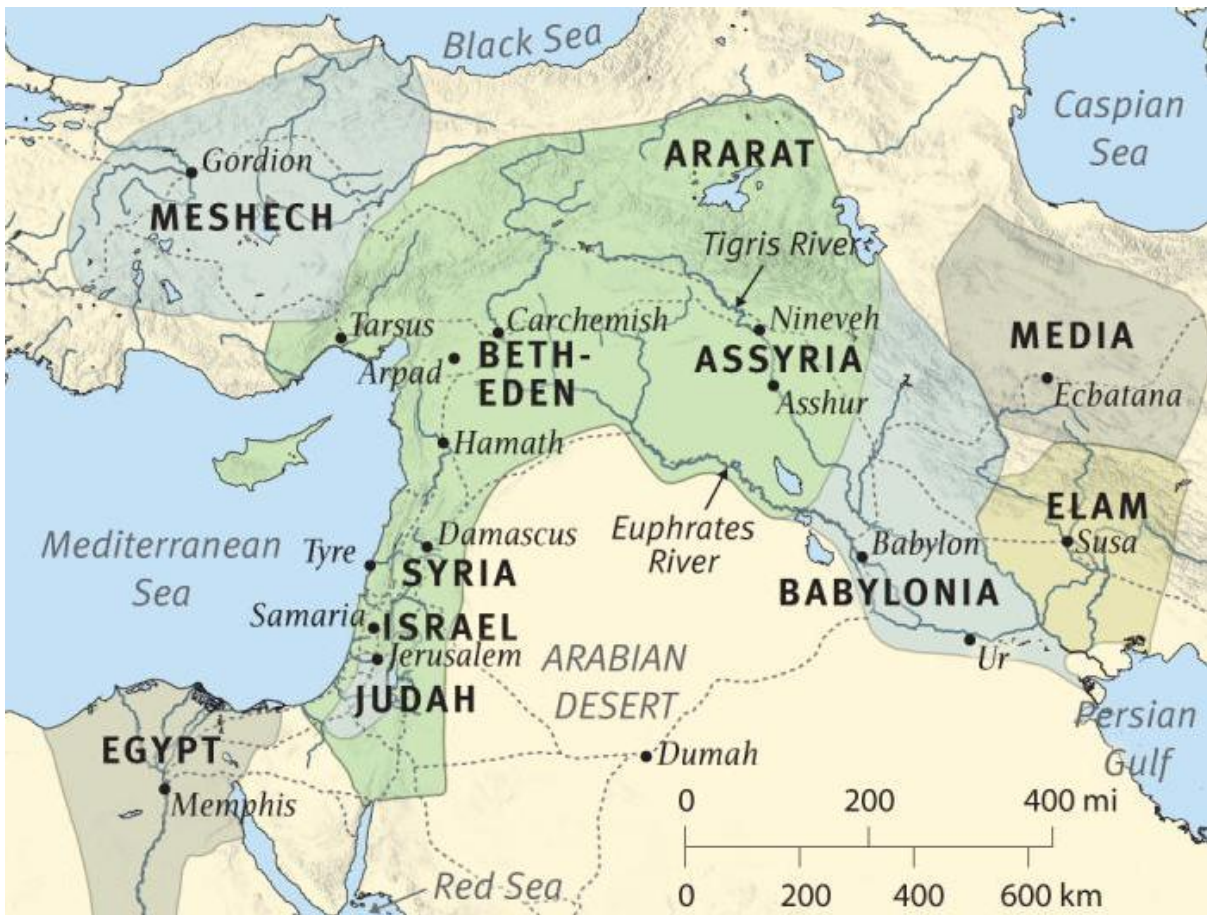 Black Sea
Caspian
Sea
ARARAT
Gordion
MESHECH
Tigris River
Tarsus
Carchemish
Nineveh
MEDIA
Arpad
BETH-
EDEN
ASSYRIA
Asshur
Ecbatana
Hamath
ELAM
Susa
Euphrates
River
Damascus
Mediterranean
Sea
Tyre
SYRIA
Babylon
BABYLONIA
Samaria
ISRAEL
Jerusalem
Ur
ARABIAN
DESERT
JUDAH
Persian
Gulf
EGYPT
Dumah
Memphis
0 200 400 mi
0 200 400 600 km
Red Sea